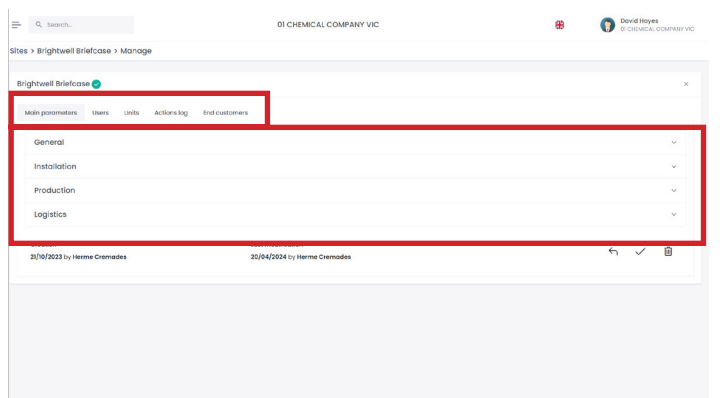 Search..
01 CHEMICAL COMPANY VIC
David Hayes
01 CHEMICAL COMPANY VIC
Sites > Brightwell Briefcase > Manage
Brightwell Briefcase
Main parameters Users Units Actions log End customers
General
Installation
Production
Logistics
21/10/2023 by Herme Cremades
20/04/2024 by Herme Cremades